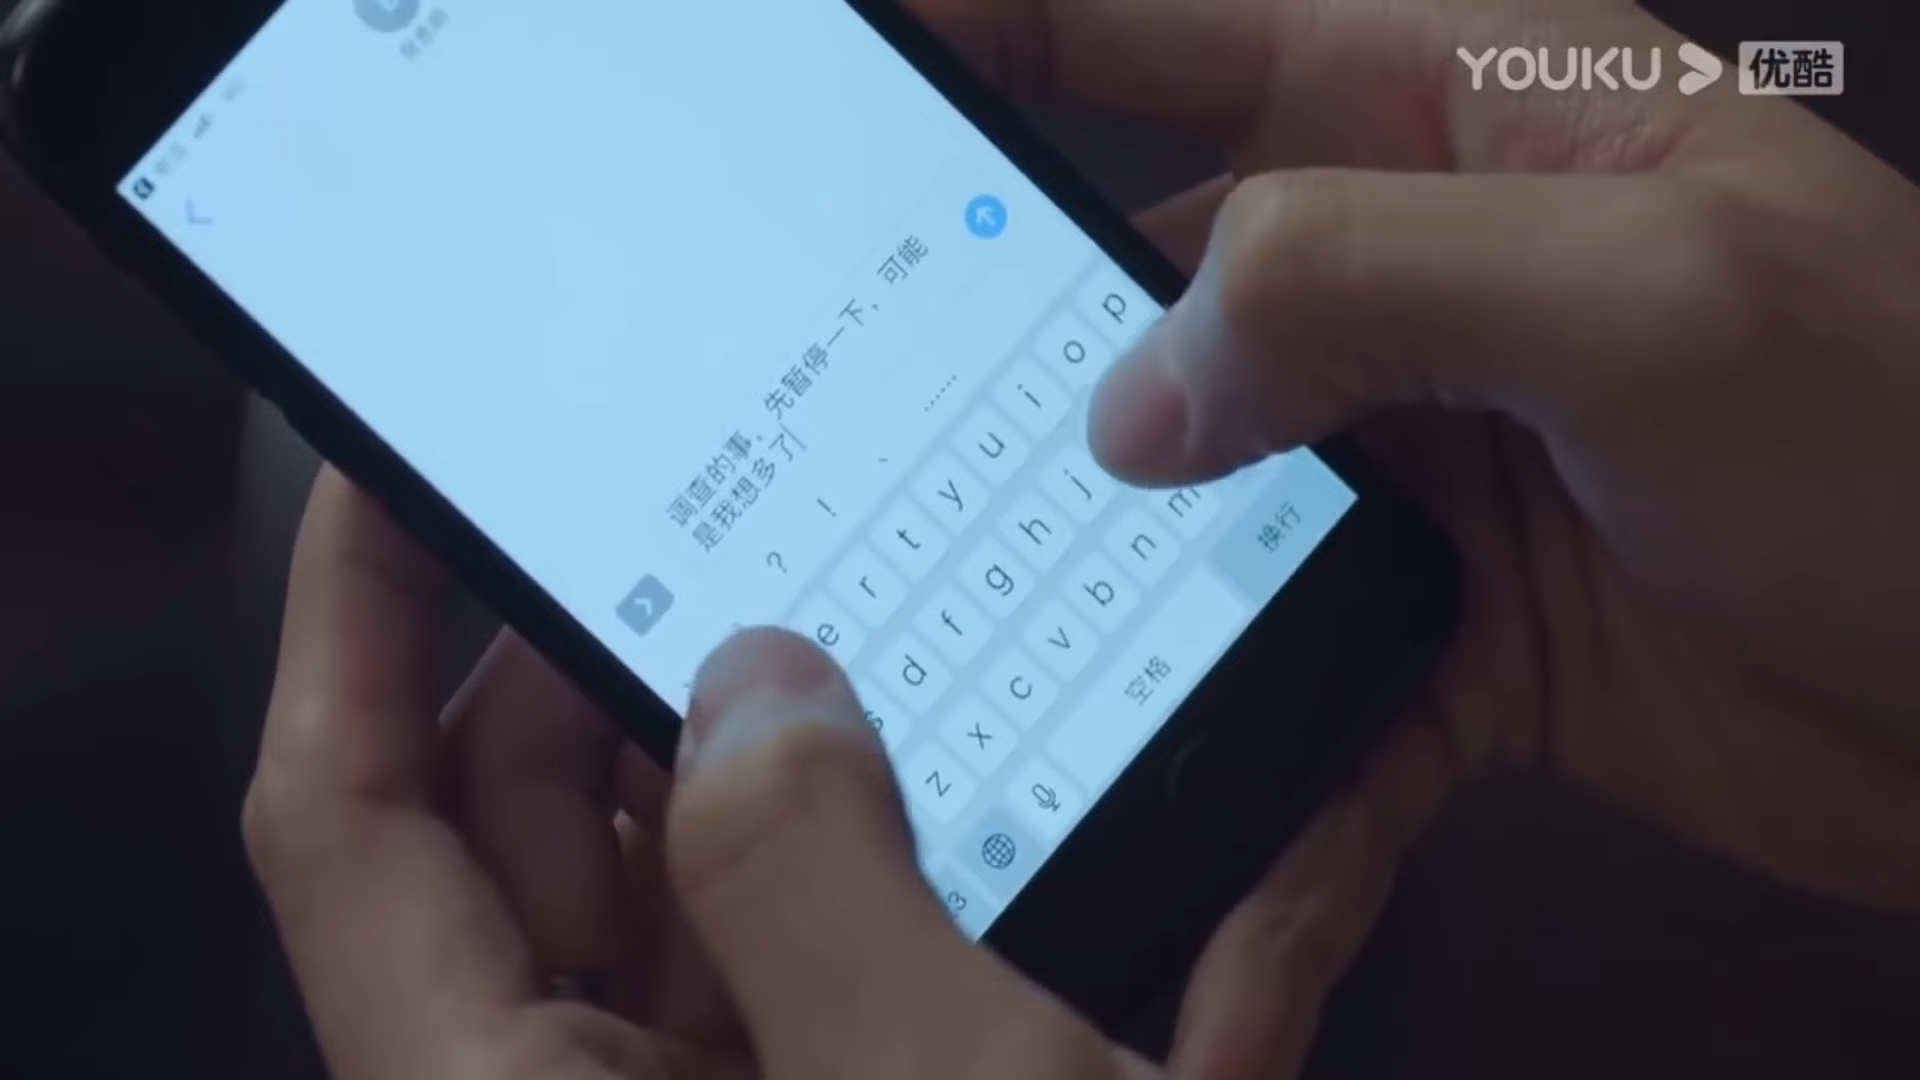 YOUKU 优酷
调查的事，先暂停一下，可能
是我想多了
？ ！ 、 ……
e r t y u i o p
s d f g h j
z x c v b n m
空格 换行